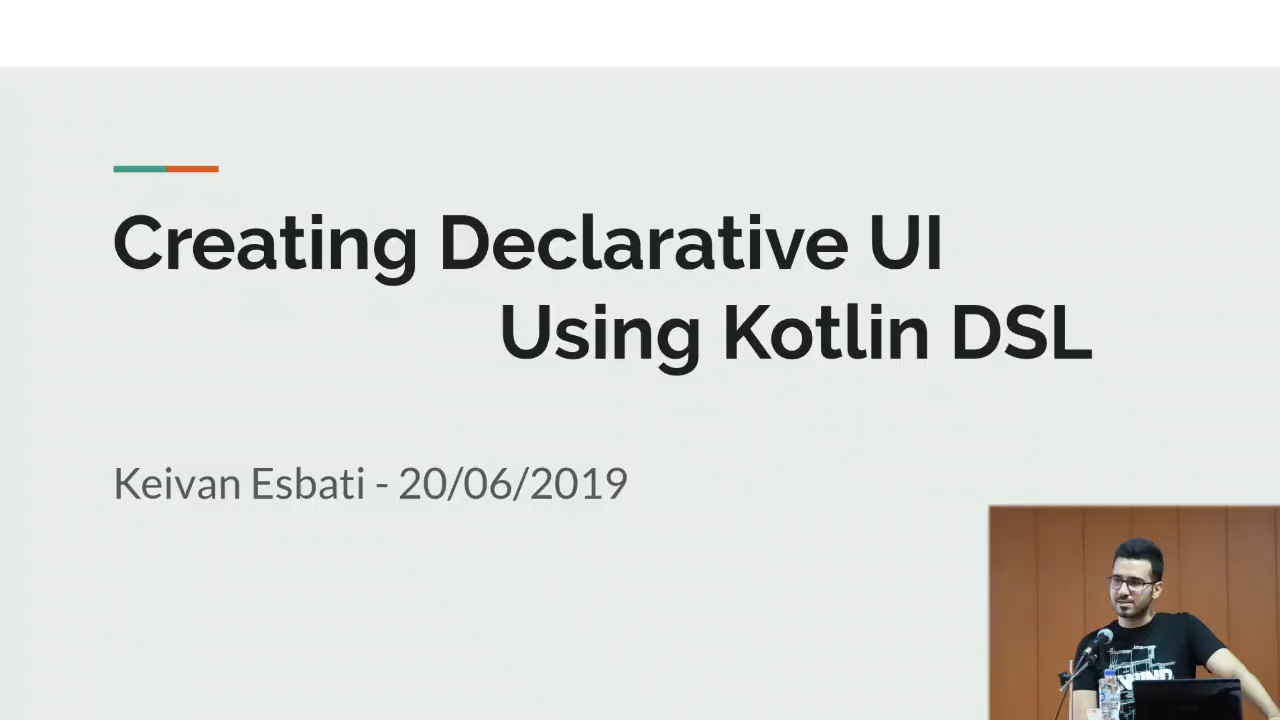 Creating Declarative UI
Using Kotlin DSL
Keivan Esbati - 20/06/2019